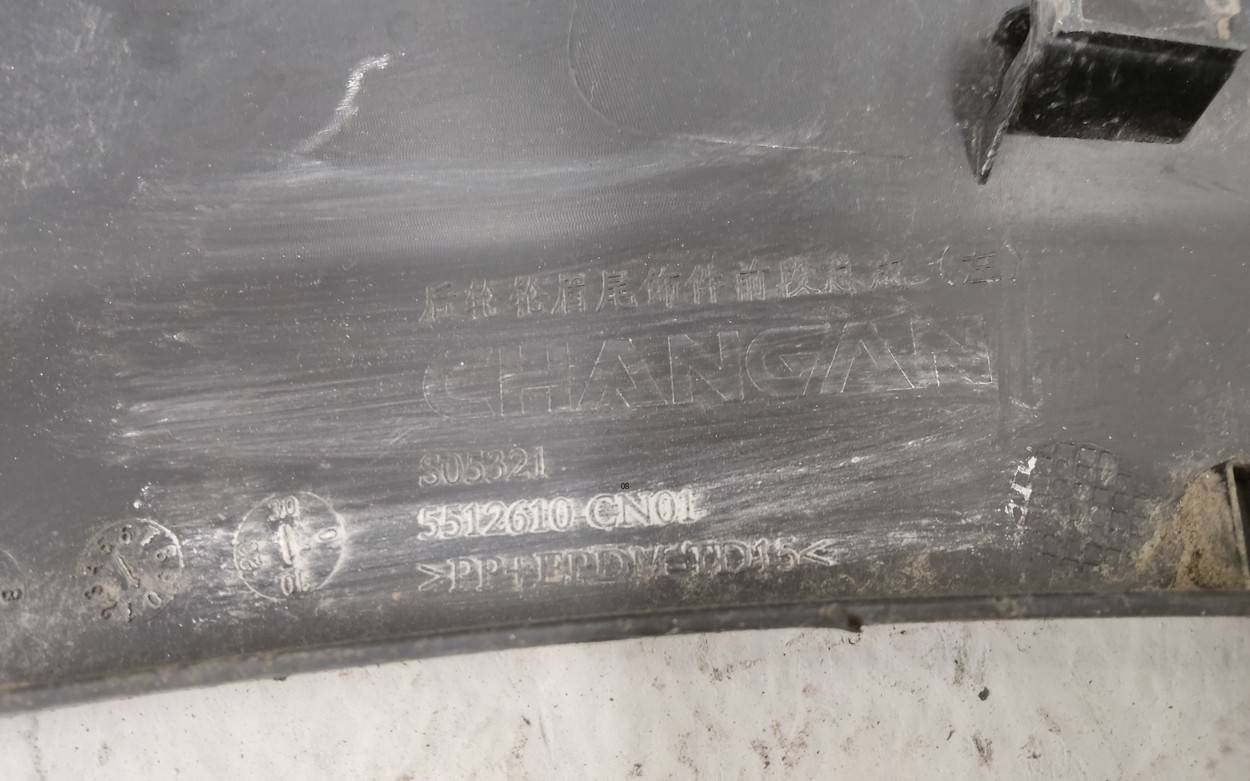 后轮轮眉尾饰件前段总成（左）
CHANGAN
S05321
08
5512610-CN01
>PP+EPDM-TD15<